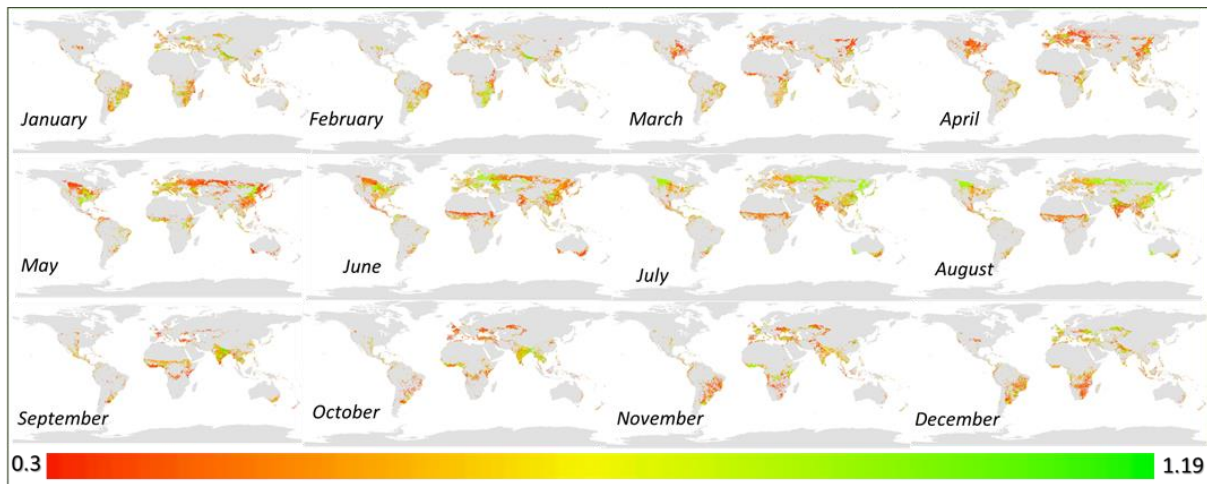 January
February
March
April
May
June
July
August
September
October
November
December
0.3
1.19